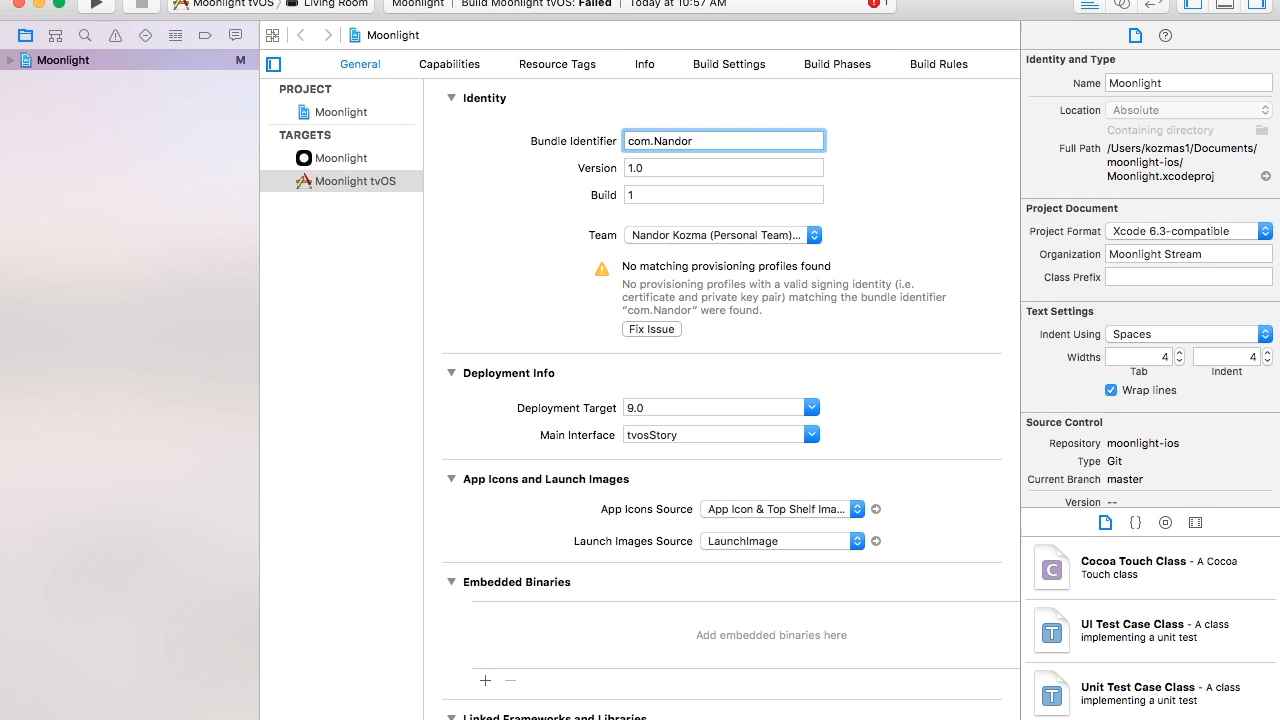 Moonlight tvOS
Living Room
Moonlight | Build Moonlight tvOS: Failed | Today at 10:57 AM
1
Moonlight
M
Moonlight
General
Capabilities
Resource Tags
Info
Build Settings
Build Phases
Build Rules
PROJECT
Moonlight
TARGETS
Moonlight
Moonlight tvOS
Identity
Bundle Identifier com.Nandor
Version 1.0
Build 1
Team Nandor Kozma (Personal Team)...
No matching provisioning profiles found
No provisioning profiles with a valid signing identity (i.e.
certificate and private key pair) matching the bundle identifier
“com.Nandor” were found.
Fix Issue
Deployment Info
Deployment Target 9.0
Main Interface tvosStory
App Icons and Launch Images
App Icons Source App Icon & Top Shelf Ima...
Launch Images Source LaunchImage
Embedded Binaries
Add embedded binaries here
Linked Frameworks and Libraries
Identity and Type
Name Moonlight
Location Absolute
Containing directory
Full Path /Users/kozmas1/Documents/
moonlight-ios/
Moonlight.xcodeproj
Project Document
Project Format Xcode 6.3-compatible
Organization Moonlight Stream
Class Prefix
Text Settings
Indent Using Spaces
Widths 4 4
Tab Indent
Wrap lines
Source Control
Repository moonlight-ios
Type Git
Current Branch master
Version --
C
Cocoa Touch Class - A Cocoa
Touch class
T
UI Test Case Class - A class
implementing a unit test
T
Unit Test Case Class - A class
implementing a unit test